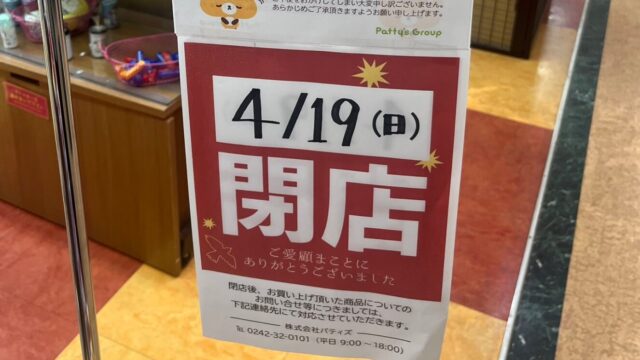 あらかじめご了承頂きますようお願い申し上げます。
Patty's Group
4/19(日)
閉店
ご愛顧まことに
ありがとうございました
閉店後、お買い上げ頂いた商品についての
お問い合せ等につきましては、
下記連絡先にて対応させていただきます。
株式会社パティズ
℡ 0242-32-0101(平日 9:00～18:00)